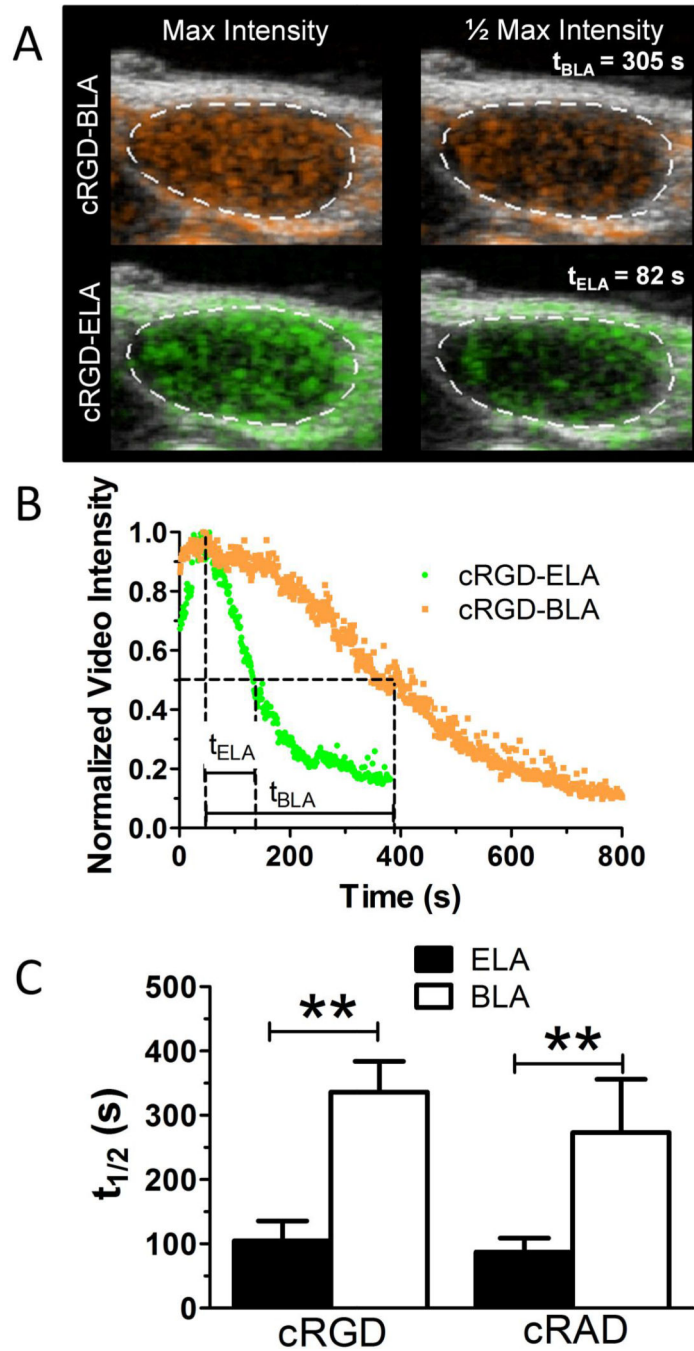 A
Max Intensity
½ Max Intensity
cRGD-BLA
tBLA = 305 s
cRGD-ELA
tELA = 82 s
B
Normalized Video Intensity
1.0
0.8
0.6
0.4
0.2
0.0
cRGD-ELA
cRGD-BLA
tELA
tBLA
0 200 400 600 800
Time (s)
C
ELA
BLA
t1/2 (s)
500
400
300
200
100
0
** **
cRGD cRAD